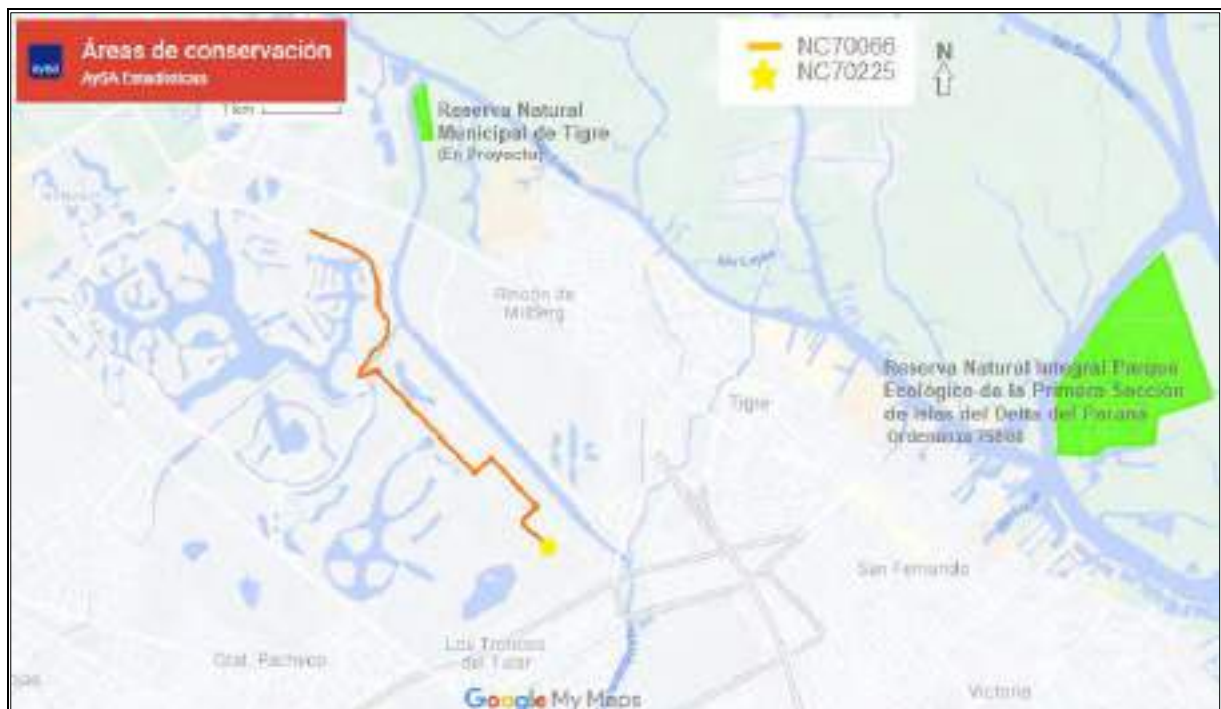 Áreas de conservación
AySA Estadísticas
aysa
1 km
NC70066
NC70225
N
Reserva Natural
Municipal de Tigre
(En Proyecto)
Rincón de
Milberg
Tigre
Reserva Natural Integral Parque
Ecológico de la Primera Sección
de Islas del Delta del Paraná
San Fernando
Gral. Pacheco
Los Troncos
del Talar
Victoria
Google My Maps